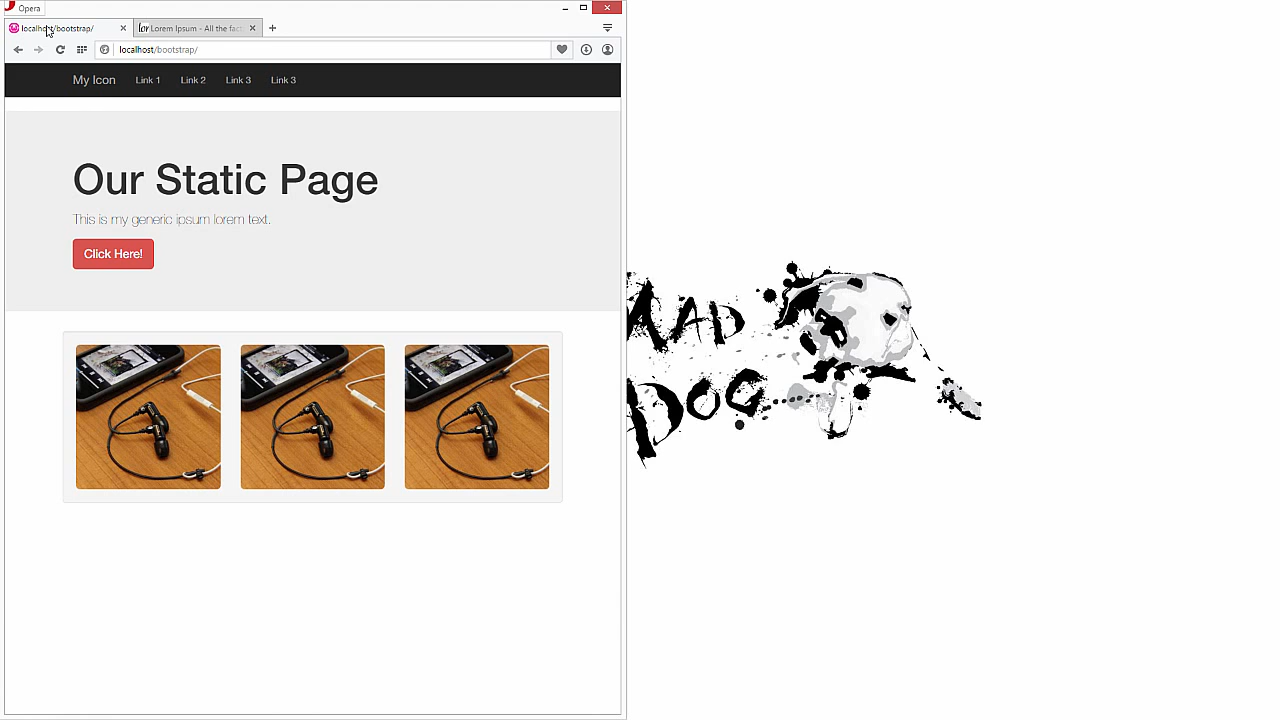 Opera
localhost/bootstrap/
Lorem Ipsum - All the fac
localhost/bootstrap/
My Icon Link 1 Link 2 Link 3 Link 3
Our Static Page
This is my generic ipsum lorem text.
Click Here!
MAD
DOG